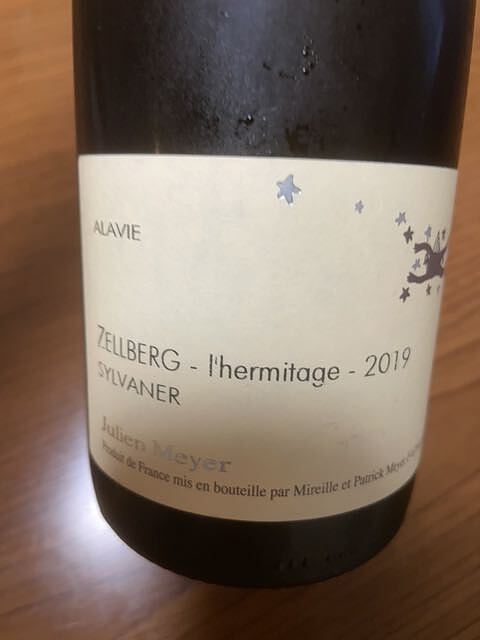 ALAVIE
ZELLBERG - l'hermitage - 2019
SYLVANER
Julien Meyer
Produit de France mis en bouteille par Mireille et Patrick Meyer